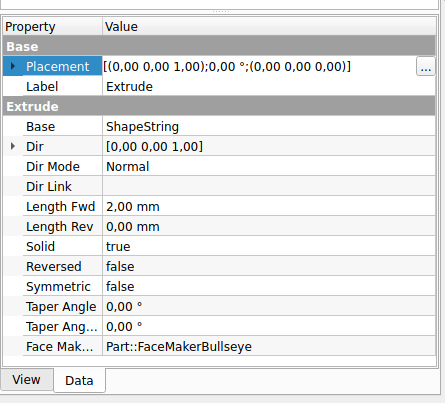 Property Value
Base
Placement [(0,00 0,00 1,00);0,00 °;(0,00 0,00 0,00)] ...
Label Extrude
Extrude
Base ShapeString
Dir [0,00 0,00 1,00]
Dir Mode Normal
Dir Link
Length Fwd 2,00 mm
Length Rev 0,00 mm
Solid true
Reversed false
Symmetric false
Taper Angle 0,00 °
Taper Ang... 0,00 °
Face Mak... Part::FaceMakerBullseye
View Data